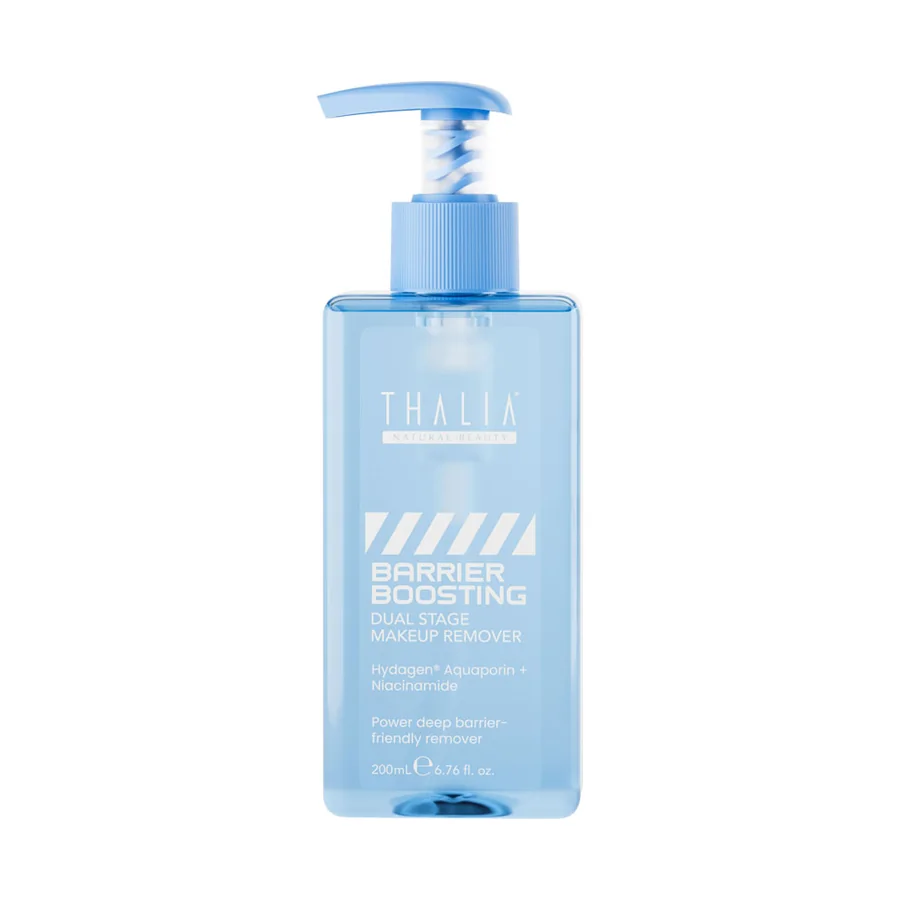 THALIA
NATURAL BEAUTY
BARRIER
BOOSTING
DUAL STAGE
MAKEUP REMOVER
Hydagen® Aquaporin +
Niacinamide
Power deep barrier-
friendly remover
200mL ℮ 6.76 fl. oz.